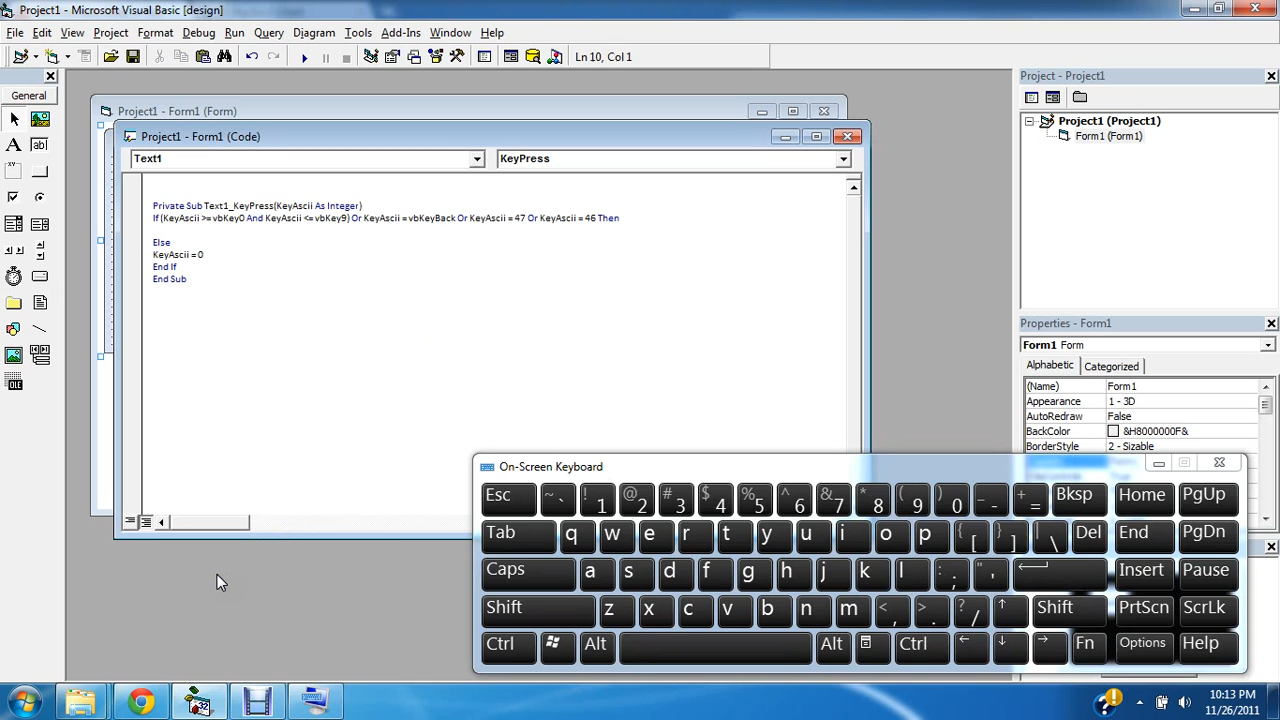 Project1 - Microsoft Visual Basic [design]
File Edit View Project Format Debug Run Query Diagram Tools Add-Ins Window Help
Ln 10, Col 1
General
Project1 - Form1 (Form)
Project1 - Form1 (Code)
Text1 KeyPress
Private Sub Text1_KeyPress(KeyAscii As Integer)
If (KeyAscii >= vbKey0 And KeyAscii <= vbKey9) Or KeyAscii = vbKeyBack Or KeyAscii = 47 Or KeyAscii = 46 Then
Else
KeyAscii = 0
End If
End Sub
Project - Project1
Project1 (Project1)
Form1 (Form1)
Properties - Form1
Form1 Form
Alphabetic Categorized
(Name) Form1
Appearance 1 - 3D
AutoRedraw False
BackColor &H8000000F&
BorderStyle 2 - Sizable
On-Screen Keyboard
Esc ~ ` ! 1 @ 2 # 3 $ 4 % 5 ^ 6 & 7 * 8 ( 9 ) 0 _ - + = Bksp Home PgUp
Tab q w e r t y u i o p { [ } ] | \ Del End PgDn
Caps a s d f g h j k l : ; " ' Insert Pause
Shift z x c v b n m < , > . ? / ↑ Shift PrtScn ScrLk
Ctrl Alt Alt Ctrl ← ↓ → Fn Options Help
32
10:13 PM
11/26/2011